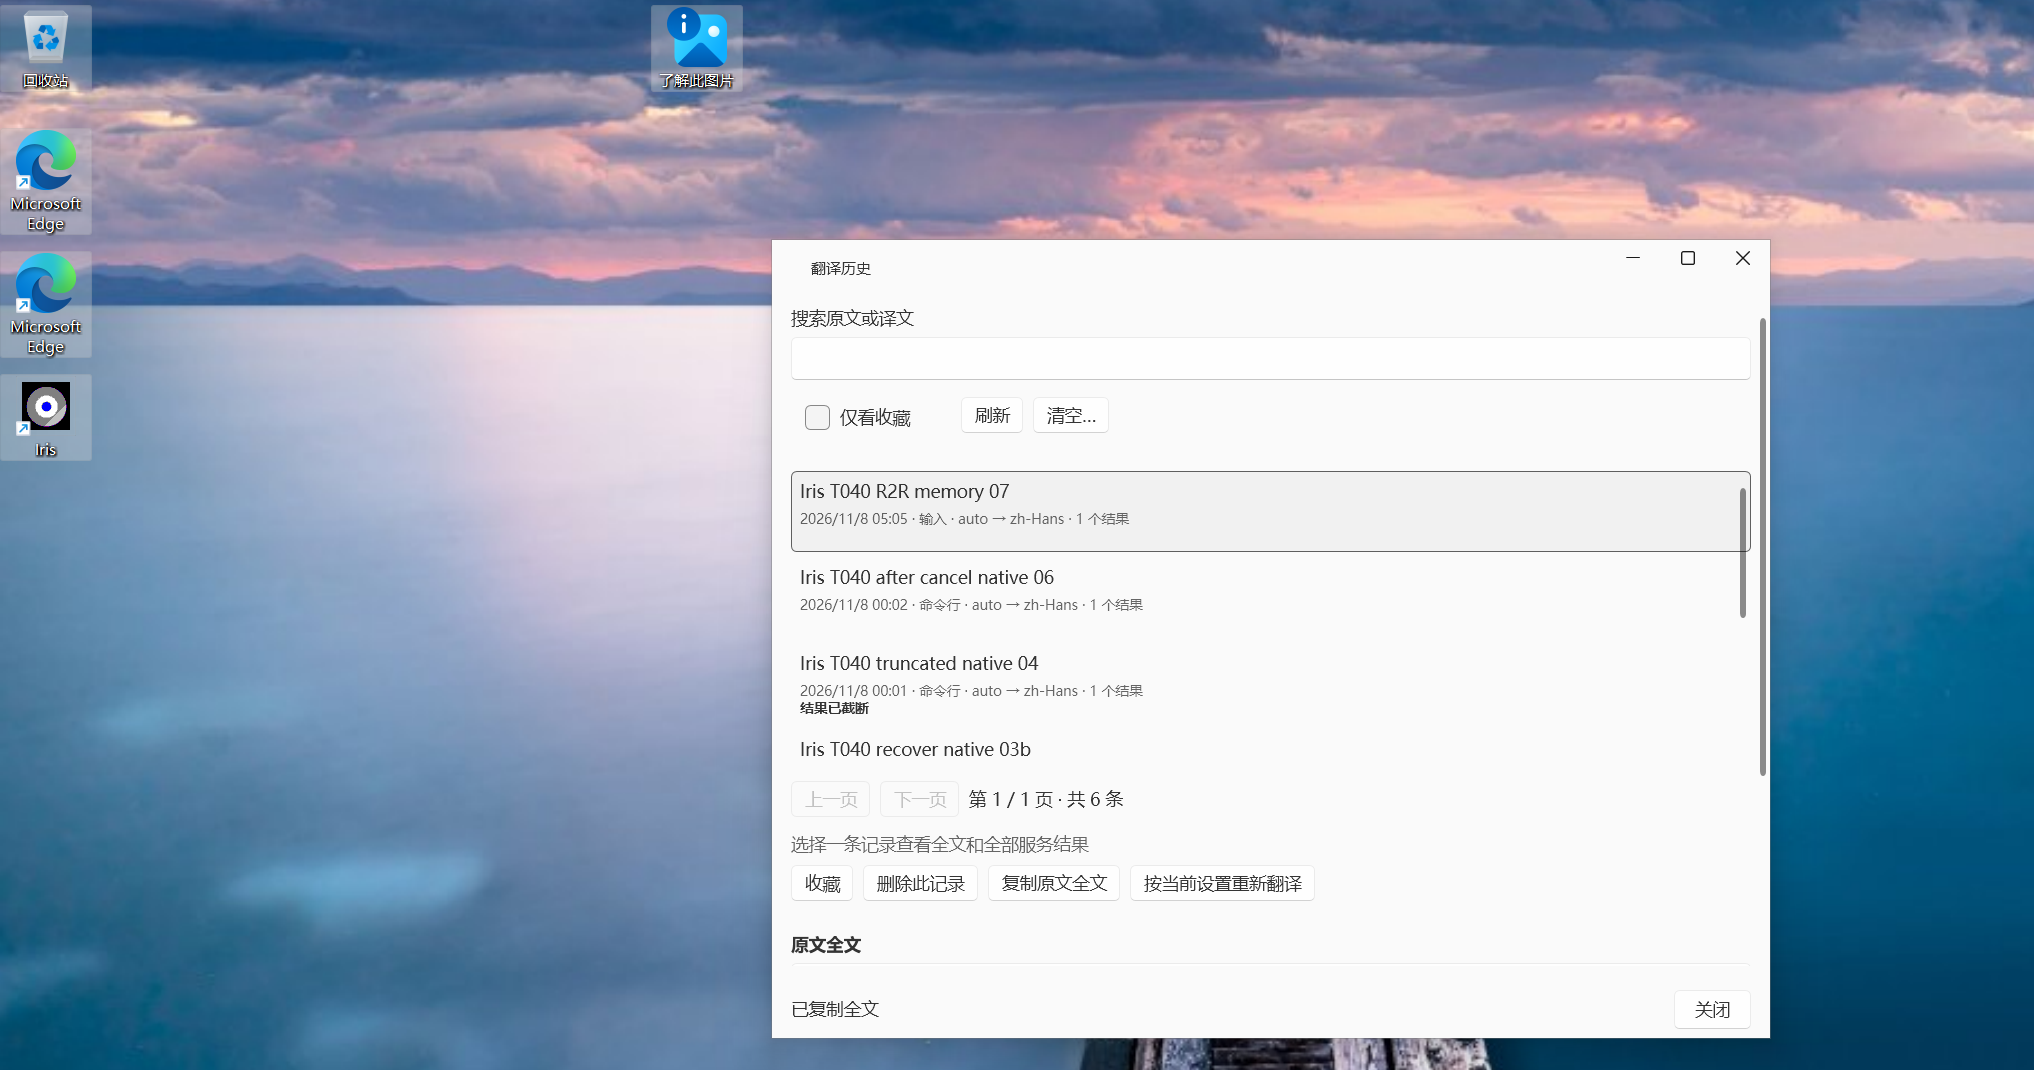 回收站
了解此图片
Microsoft
Edge
Microsoft
Edge
Iris
翻译历史
搜索原文或译文
仅看收藏
刷新
清空...
Iris T040 R2R memory 07
2026/11/8 05:05 · 输入 · auto → zh-Hans · 1 个结果
Iris T040 after cancel native 06
2026/11/8 00:02 · 命令行 · auto → zh-Hans · 1 个结果
Iris T040 truncated native 04
2026/11/8 00:01 · 命令行 · auto → zh-Hans · 1 个结果
结果已截断
Iris T040 recover native 03b
上一页
下一页
第 1 / 1 页 · 共 6 条
选择一条记录查看全文和全部服务结果
收藏
删除此记录
复制原文全文
按当前设置重新翻译
原文全文
已复制全文
关闭